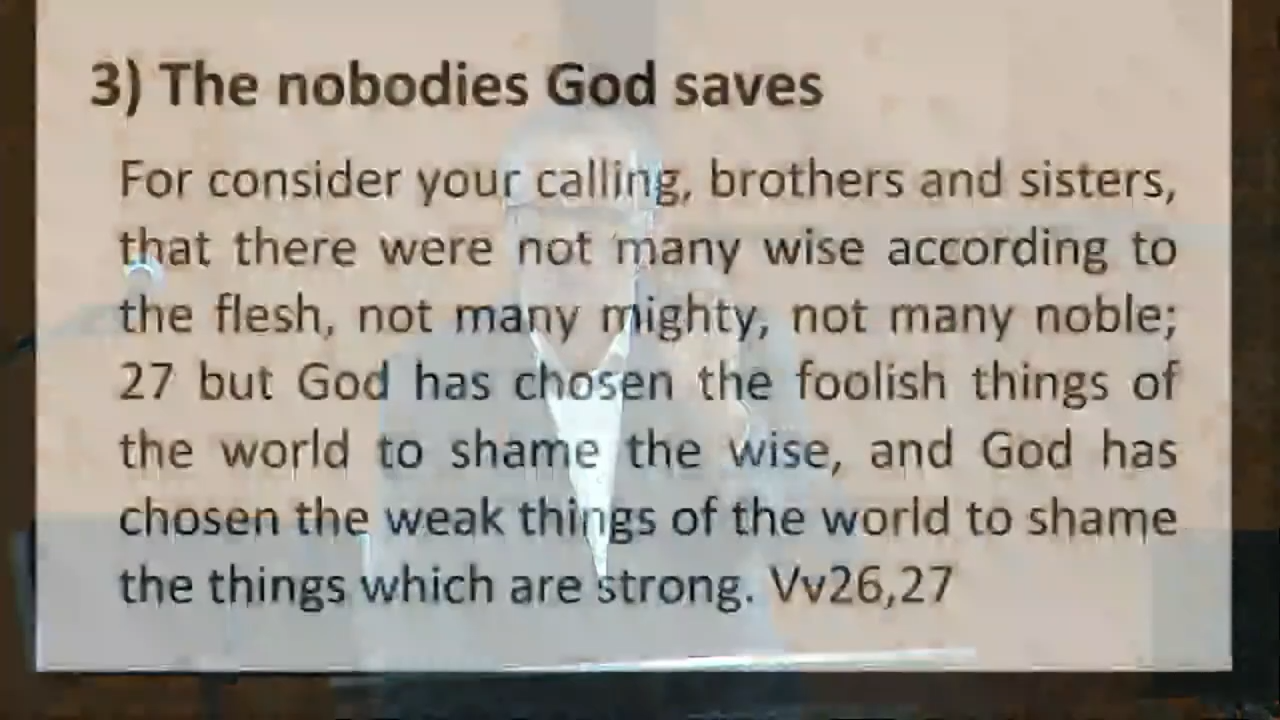 3) The nobodies God saves
For consider your calling, brothers and sisters,
that there were not many wise according to
the flesh, not many mighty, not many noble;
27 but God has chosen the foolish things of
the world to shame the wise, and God has
chosen the weak things of the world to shame
the things which are strong. Vv26,27